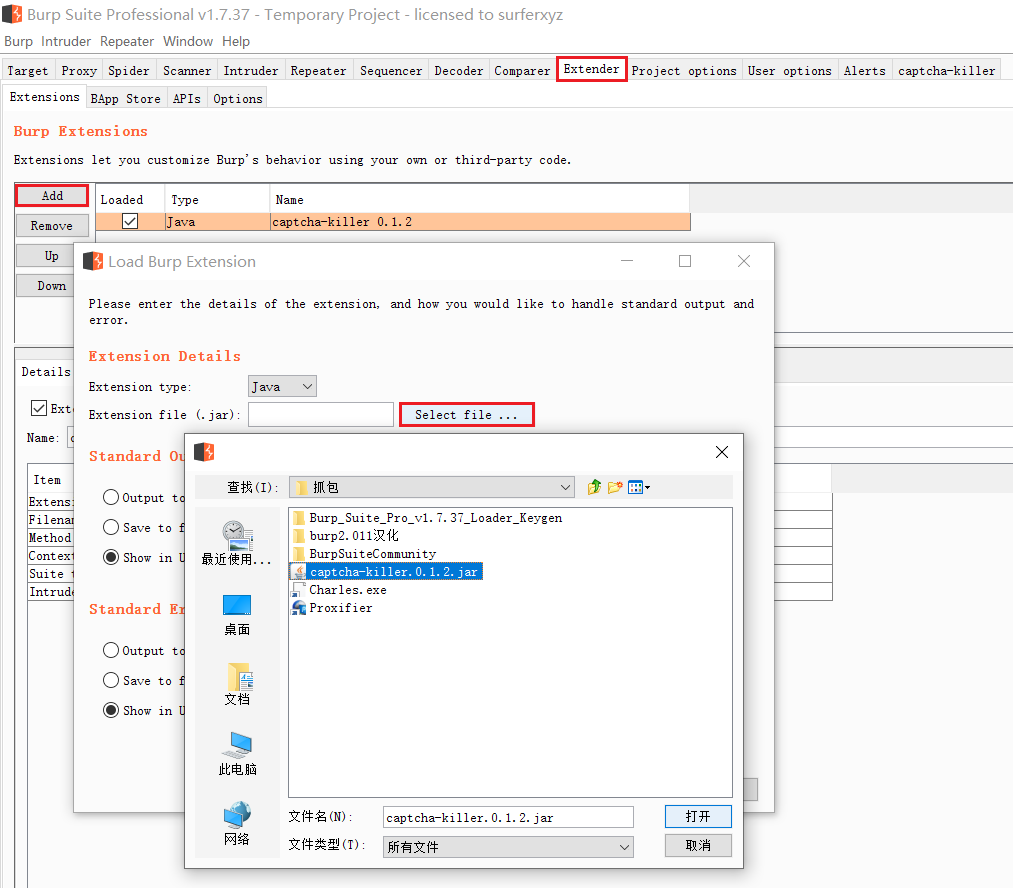 Burp Suite Professional v1.7.37 - Temporary Project - licensed to surferxyz
Burp Intruder Repeater Window Help
Target Proxy Spider Scanner Intruder Repeater Sequencer Decoder Comparer Extender Project options User options Alerts captcha-killer
Extensions BApp Store APIs Options
Burp Extensions
Extensions let you customize Burp's behavior using your own or third-party code.
Add Loaded Type Name
Remove Java captcha-killer 0.1.2
Up
Down
Load Burp Extension
Please enter the details of the extension, and how you would like to handle standard output and
error.
Extension Details
Extension type: Java
Extension file (.jar): Select file ...
Details
Name:
Item
Method
Standard
Output to
Save to
Show in
Standard
Output to
Save to
Show in
查找(I): 抓包
Burp_Suite_Pro_v1.7.37_Loader_Keygen
burp2.011汉化
BurpSuiteCommunity
captcha-killer.0.1.2.jar
Charles.exe
Proxifier
最近使用...
桌面
文档
此电脑
网络
文件名(N): captcha-killer.0.1.2.jar 打开
文件类型(T): 所有文件 取消